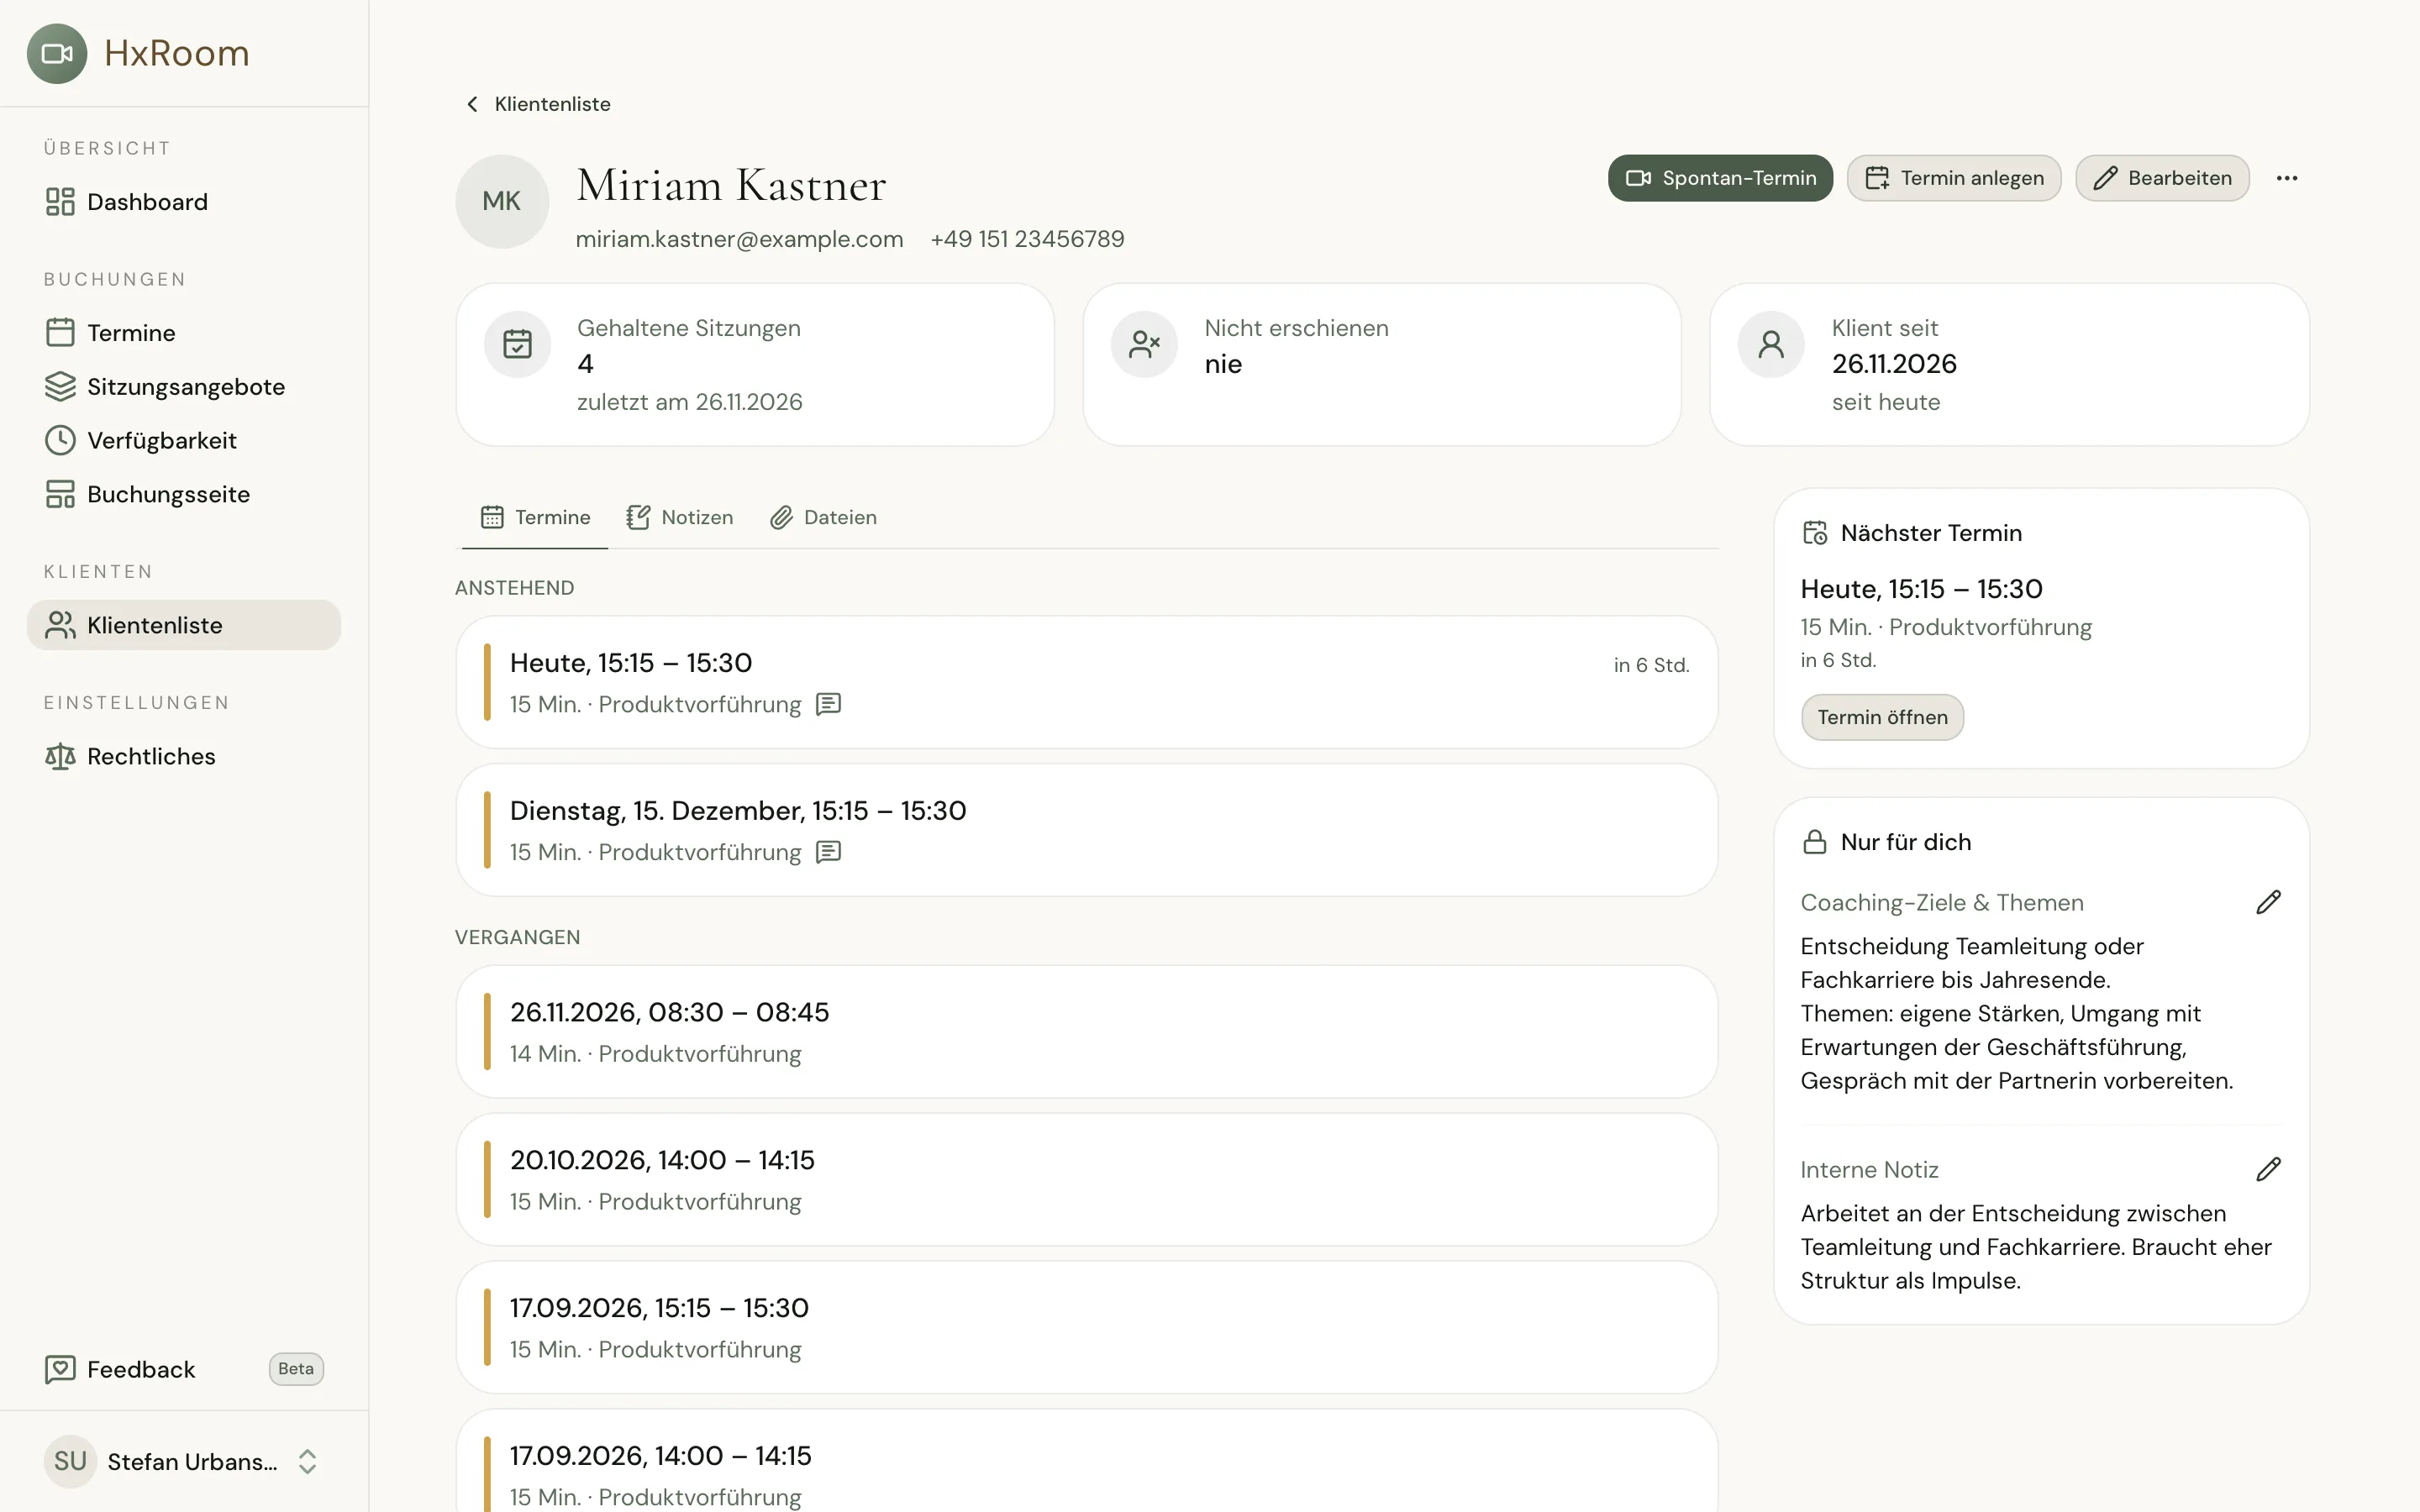 HxRoom
ÜBERSICHT
Dashboard
BUCHUNGEN
Termine
Sitzungsangebote
Verfügbarkeit
Buchungsseite
KLIENTEN
Klientenliste
EINSTELLUNGEN
Rechtliches
Feedback
Beta
SU
Stefan Urbans...
Klientenliste
MK
Miriam Kastner
miriam.kastner@example.com +49 151 23456789
Spontan-Termin
Termin anlegen
Bearbeiten
Gehaltene Sitzungen
4
zuletzt am 26.11.2026
Nicht erschienen
nie
Klient seit
26.11.2026
seit heute
Termine
Notizen
Dateien
ANSTEHEND
Heute, 15:15 – 15:30
in 6 Std.
15 Min. · Produktvorführung
Dienstag, 15. Dezember, 15:15 – 15:30
15 Min. · Produktvorführung
VERGANGEN
26.11.2026, 08:30 – 08:45
14 Min. · Produktvorführung
20.10.2026, 14:00 – 14:15
15 Min. · Produktvorführung
17.09.2026, 15:15 – 15:30
15 Min. · Produktvorführung
17.09.2026, 14:00 – 14:15
15 Min. · Produktvorführung
Nächster Termin
Heute, 15:15 – 15:30
15 Min. · Produktvorführung
in 6 Std.
Termin öffnen
Nur für dich
Coaching-Ziele & Themen
Entscheidung Teamleitung oder
Fachkarriere bis Jahresende.
Themen: eigene Stärken, Umgang mit
Erwartungen der Geschäftsführung,
Gespräch mit der Partnerin vorbereiten.
Interne Notiz
Arbeitet an der Entscheidung zwischen
Teamleitung und Fachkarriere. Braucht eher
Struktur als Impulse.